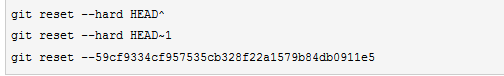 git reset --hard HEAD^
git reset --hard HEAD~1
git reset --59cf9334cf957535cb328f22a1579b84db0911e5